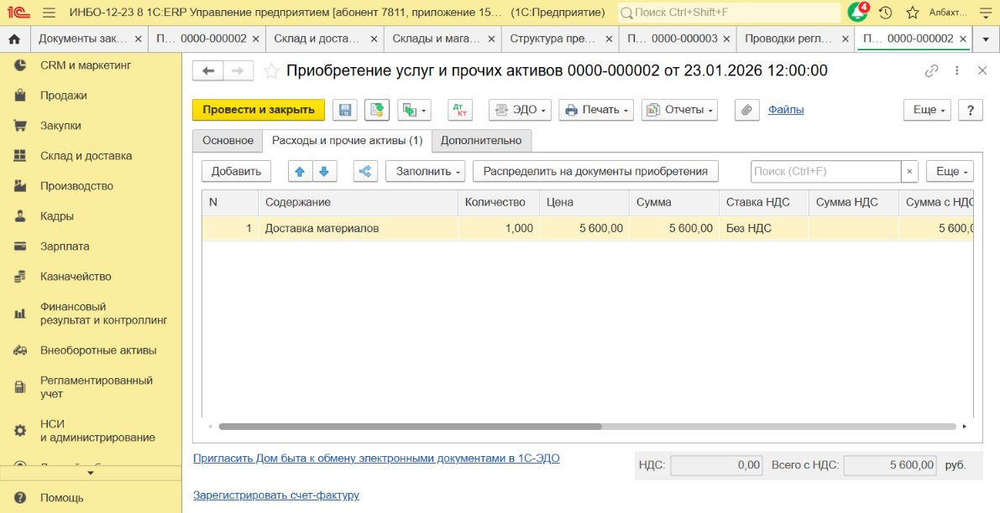 1С ИНБО-12-23 8 1С:ERP Управление предприятием [абонент 7811, приложение 15... (1С:Предприятие) Поиск Ctrl+Shift+F 4 Албахт...
Документы зак... × П... 0000-000002 × Склад и доста... × Склады и мага... × Структура пре... × П... 0000-000003 × Проводки регл... × П... 0000-000002 ×
CRM и маркетинг
Продажи
Закупки
Склад и доставка
Производство
Кадры
Зарплата
Казначейство
Финансовый
результат и контроллинг
Внеоборотные активы
Регламентированный
учет
НСИ
и администрирование
Помощь
Приобретение услуг и прочих активов 0000-000002 от 23.01.2026 12:00:00
Провести и закрыть Дт Кт ЭДО Печать Отчеты Файлы Еще ?
Основное Расходы и прочие активы (1) Дополнительно
Добавить Заполнить Распределить на документы приобретения Поиск (Ctrl+F) × Еще
N Содержание Количество Цена Сумма Ставка НДС Сумма НДС Сумма с НДС
1 Доставка материалов 1,000 5 600,00 5 600,00 Без НДС 5 600,0
Пригласить Дом быта к обмену электронными документами в 1С-ЭДО
НДС: 0,00 Всего с НДС: 5 600,00 руб.
Зарегистрировать счет-фактуру